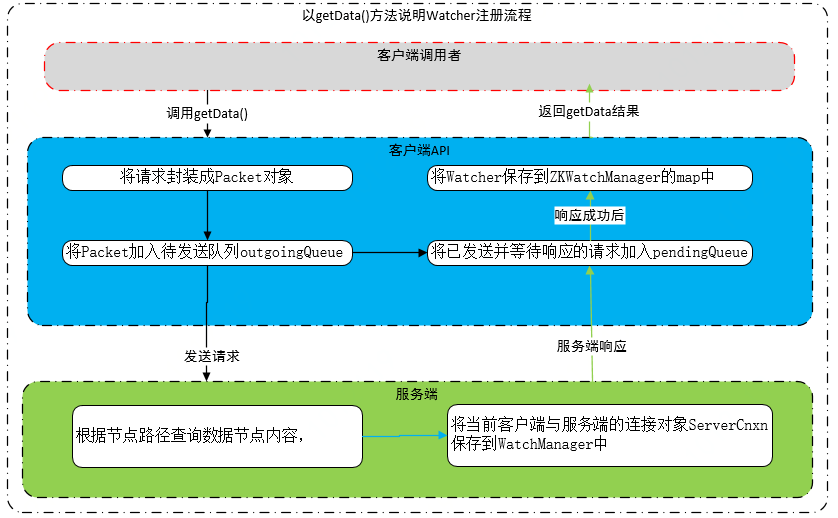 以getData()方法说明Watcher注册流程
客户端调用者
调用getData()
返回getData结果
客户端API
将请求封装成Packet对象
将Watcher保存到ZKWatchManager的map中
响应成功后
将Packet加入待发送队列outgoingQueue
将已发送并等待响应的请求加入pendingQueue
发送请求
服务端响应
服务端
根据节点路径查询数据节点内容，
将当前客户端与服务端的连接对象ServerCnxn
保存到WatchManager中